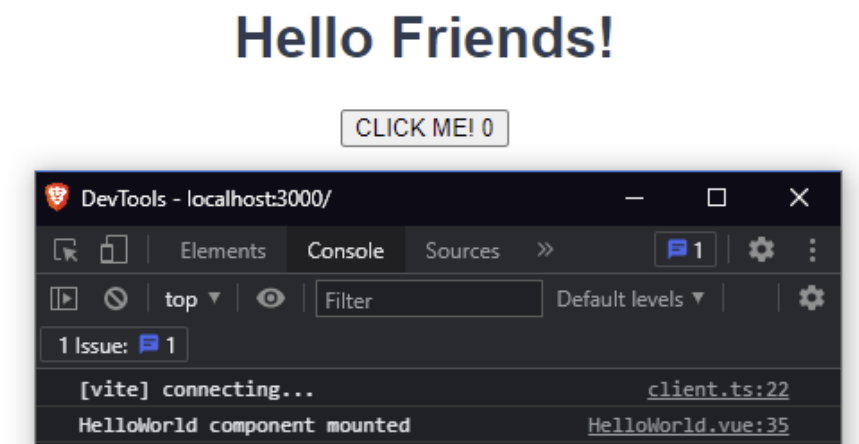 Hello Friends!
CLICK ME! 0
DevTools - localhost:3000/
Elements Console Sources » 1
top ▼ Filter Default levels ▼
1 Issue: 1
[vite] connecting... client.ts:22
HelloWorld component mounted HelloWorld.vue:35